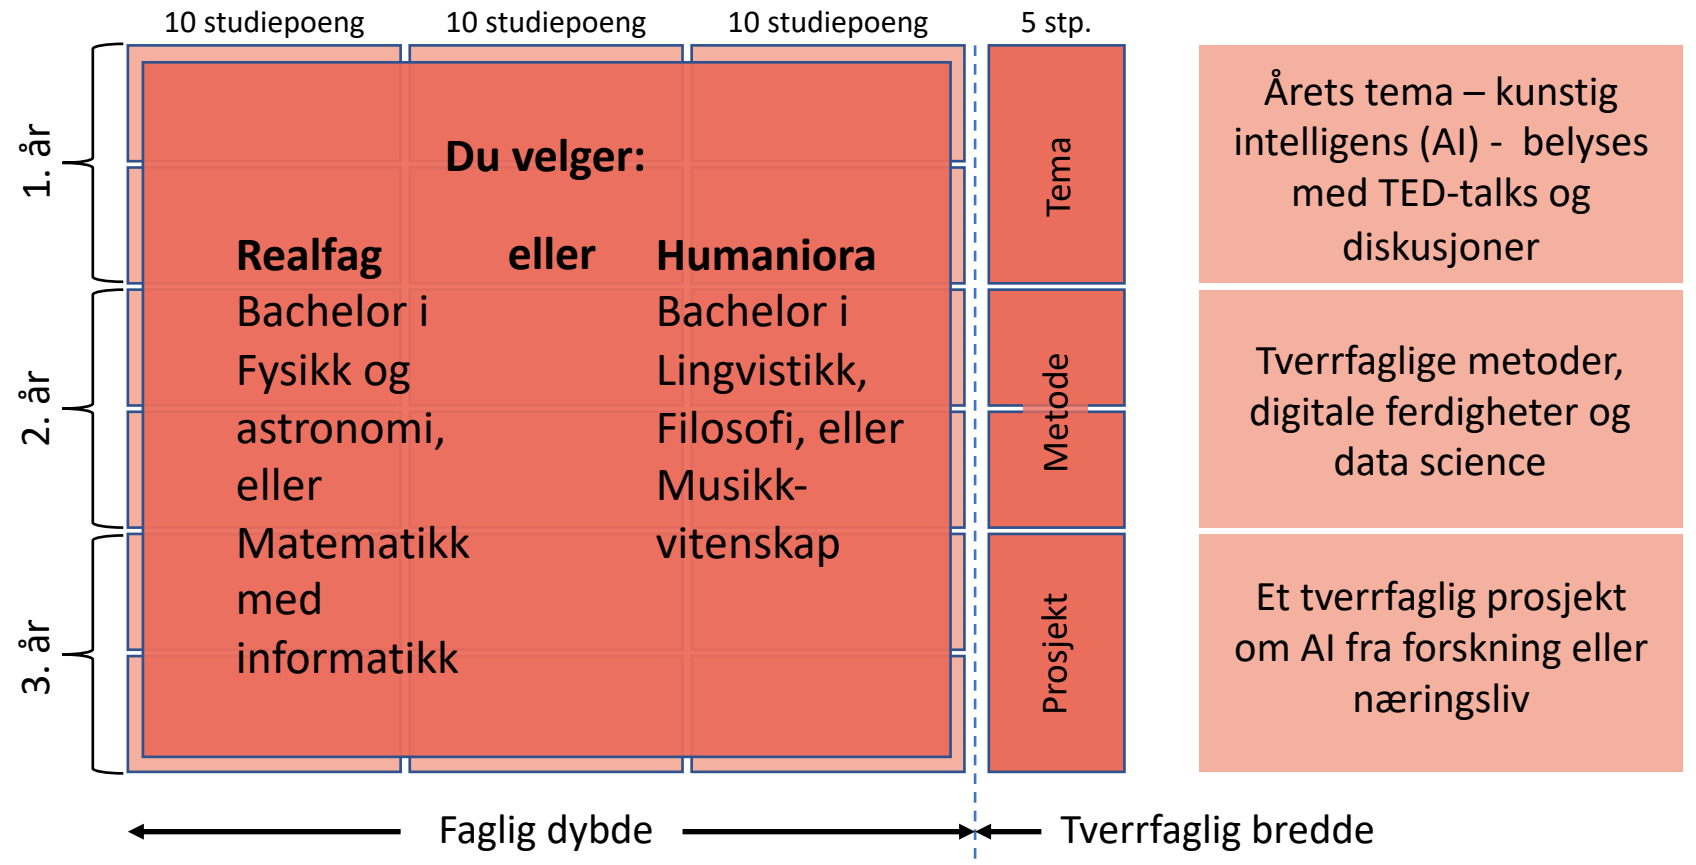 10 studiepoeng
10 studiepoeng
10 studiepoeng
5 stp.
1. år
2. år
3. år
Du velger:
Realfag
eller
Humaniora
Bachelor i
Fysikk og
astronomi,
eller
Matematikk
med
informatikk
Bachelor i
Lingvistikk,
Filosofi, eller
Musikk-
vitenskap
Tema
Metode
Prosjekt
Årets tema – kunstig
intelligens (AI) - belyses
med TED-talks og
diskusjoner
Tverrfaglige metoder,
digitale ferdigheter og
data science
Et tverrfaglig prosjekt
om AI fra forskning eller
næringsliv
Faglig dybde
Tverrfaglig bredde